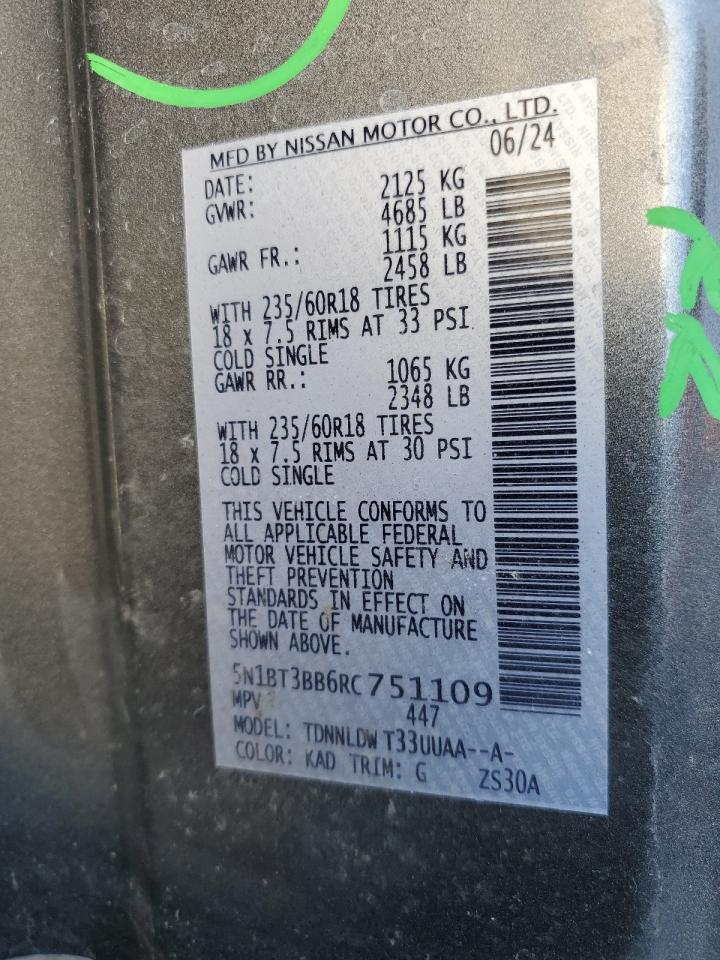 MFD BY NISSAN MOTOR CO., LTD.
DATE: 06/24
GVWR: 2125 KG
4685 LB
GAWR FR.: 1115 KG
2458 LB
WITH 235/60R18 TIRES
18 x 7.5 RIMS AT 33 PSI
COLD SINGLE
GAWR RR.: 1065 KG
2348 LB
WITH 235/60R18 TIRES
18 x 7.5 RIMS AT 30 PSI
COLD SINGLE
THIS VEHICLE CONFORMS TO
ALL APPLICABLE FEDERAL
MOTOR VEHICLE SAFETY AND
THEFT PREVENTION
STANDARDS IN EFFECT ON
THE DATE OF MANUFACTURE
SHOWN ABOVE.
5N1BT3BB6RC751109
MPV 447
MODEL: TDNNLDW T33UUAA--A-
COLOR: KAD TRIM: G ZS30A